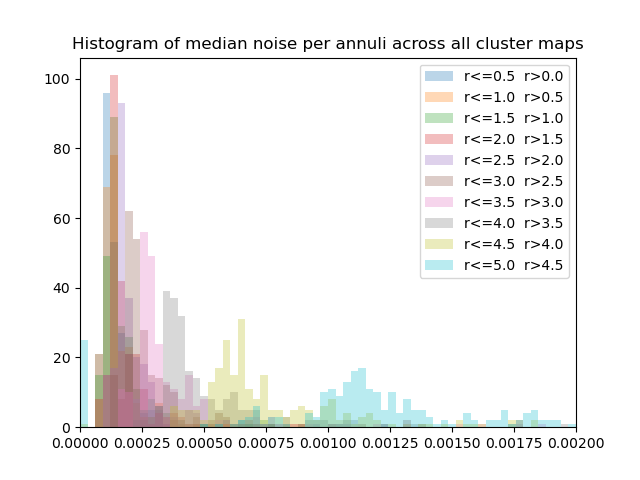 Histogram of median noise per annuli across all cluster maps
100
80
60
40
20
0
r<=0.5 r>0.0
r<=1.0 r>0.5
r<=1.5 r>1.0
r<=2.0 r>1.5
r<=2.5 r>2.0
r<=3.0 r>2.5
r<=3.5 r>3.0
r<=4.0 r>3.5
r<=4.5 r>4.0
r<=5.0 r>4.5
0.00000 0.00025 0.00050 0.00075 0.00100 0.00125 0.00150 0.00175 0.00200